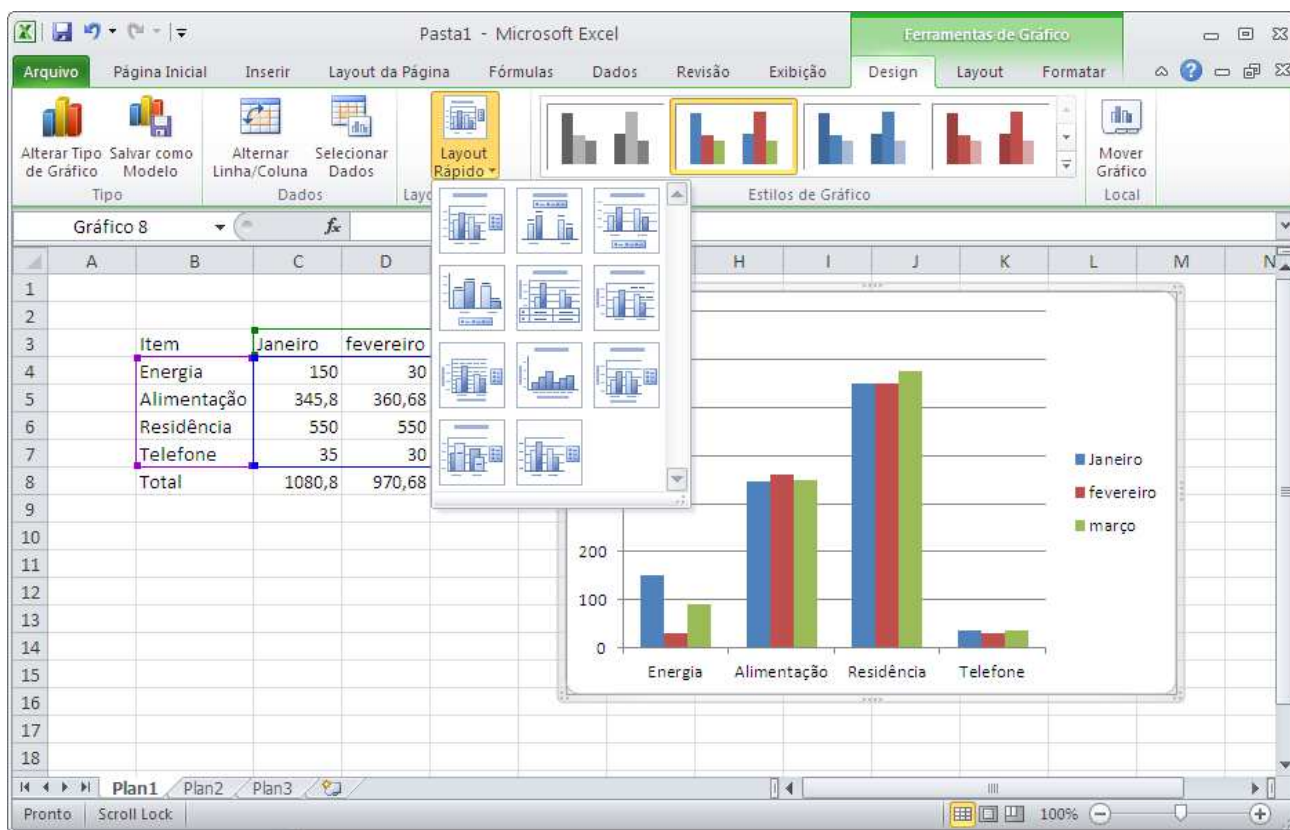 Pasta1 - Microsoft Excel
Ferramentas de Gráfico
Arquivo Página Inicial Inserir Layout da Página Fórmulas Dados Revisão Exibição Design Layout Formatar
Alterar Tipo Salvar como Alternar Selecionar Layout Mover
de Gráfico Modelo Linha/Coluna Dados Rápido Gráfico
Tipo Dados Layo Estilos de Gráfico Local
Gráfico 8 fx
A B C D H I J K L M N
1
2
3 Item Janeiro fevereiro
4 Energia 150 30
5 Alimentação 345,8 360,68
6 Residência 550 550
7 Telefone 35 30
8 Total 1080,8 970,68
9
10
11
12
13
14
15
16
17
18
Janeiro
fevereiro
março
200
100
0
Energia Alimentação Residência Telefone
Plan1 Plan2 Plan3
Pronto Scroll Lock 100%